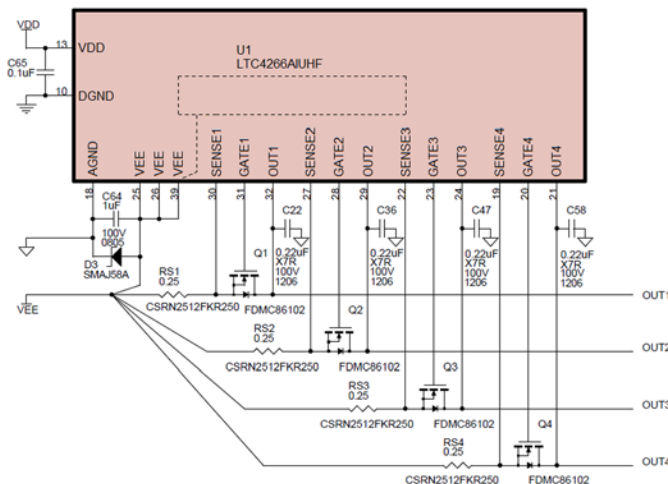 VDD
13
VDD
C65
0.1uF
10
DGND
U1
LTC4266AIUHF
AGND
VEE
VEE
VEE
SENSE1
GATE1
OUT1
SENSE2
GATE2
OUT2
SENSE3
GATE3
OUT3
SENSE4
GATE4
OUT4
18
25
26
39
30
31
32
27
28
29
22
23
24
19
20
21
C64
1uF
100V
0805
D3
SMAJ58A
C22
0.22uF
X7R
100V
1206
C36
0.22uF
X7R
100V
1206
C47
0.22uF
X7R
100V
1206
C58
0.22uF
X7R
100V
1206
VEE
RS1
0.25
CSRN2512FKR250
Q1
FDMC86102
OUT1
RS2
0.25
CSRN2512FKR250
Q2
FDMC86102
OUT2
RS3
0.25
CSRN2512FKR250
Q3
FDMC86102
OUT3
RS4
0.25
CSRN2512FKR250
Q4
FDMC86102
OUT4